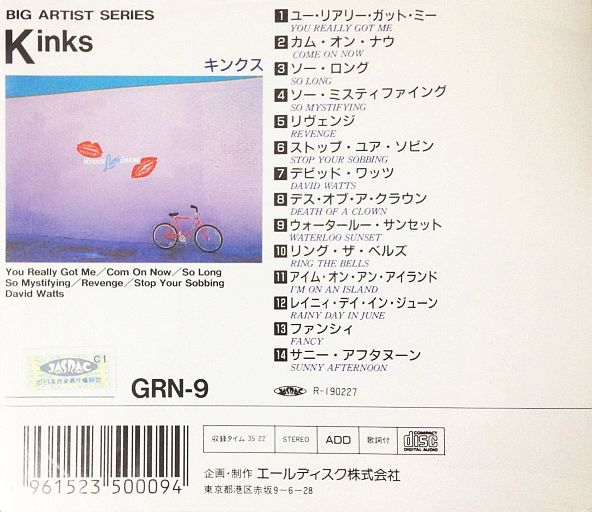 BIG ARTIST SERIES
Kinks
キンクス
You Really Got Me／Com On Now／So Long
So Mystifying／Revenge／Stop Your Sobbing
David Watts
JASRAC
C1
日本音楽著作権協会
GRN-9
1 ユー・リアリー・ガット・ミー
YOU REALLY GOT ME
2 カム・オン・ナウ
COME ON NOW
3 ソー・ロング
SO LONG
4 ソー・ミスティファイング
SO MYSTIFYING
5 リヴェンジ
REVENGE
6 ストップ・ユア・ソビン
STOP YOUR SOBBING
7 デビッド・ワッツ
DAVID WATTS
8 デス・オブ・ア・クラウン
DEATH OF A CLOWN
9 ウォータールー・サンセット
WATERLOO SUNSET
10 リング・ザ・ベルズ
RING THE BELLS
11 アイム・オン・アン・アイランド
I'M ON AN ISLAND
12 レイニィ・デイ・イン・ジューン
RAINY DAY IN JUNE
13 ファンシィ
FANCY
14 サニー・アフタヌーン
SUNNY AFTERNOON
JASRAC R-190227
収録タイム 35'22" STEREO ADD 歌詞付 COMPACT disc DIGITAL AUDIO
企画・制作 エールディスク株式会社
東京都港区赤坂9−6−28
961523 500094